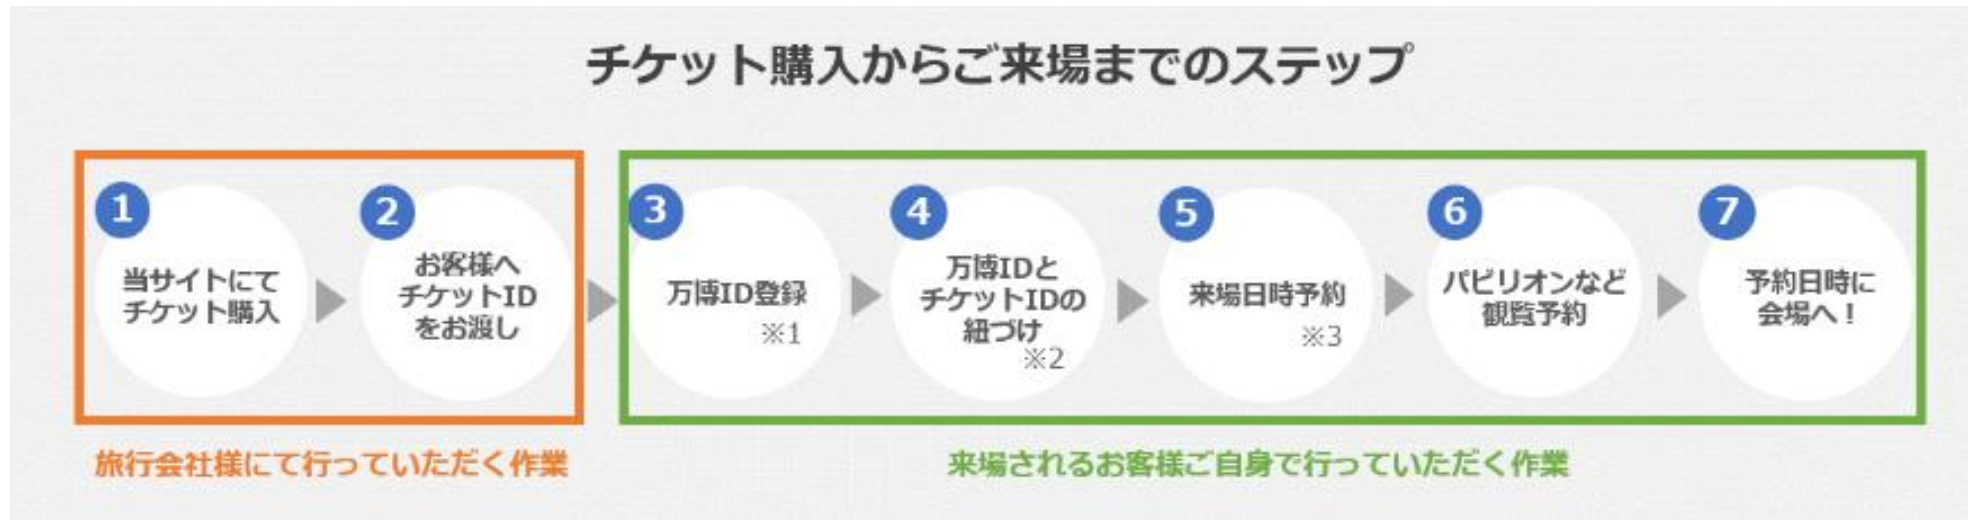 チケット購入からご来場までのステップ
1
当サイトにて
チケット購入
2
お客様へ
チケットID
をお渡し
3
万博ID登録
※1
4
万博IDと
チケットIDの
紐づけ
※2
5
来場日時予約
※3
6
パビリオンなど
観覧予約
7
予約日時に
会場へ！
旅行会社様にて行っていただく作業
来場されるお客様ご自身で行っていただく作業